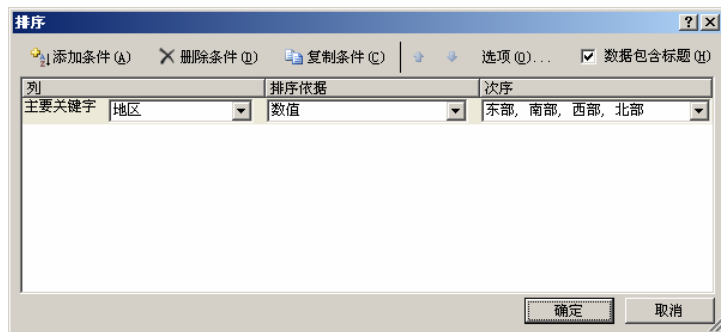 排序
添加条件(A) 删除条件(D) 复制条件(C) 选项(O)... 数据包含标题(H)
列 排序依据 次序
主要关键字 地区 数值 东部, 南部, 西部, 北部
确定 取消